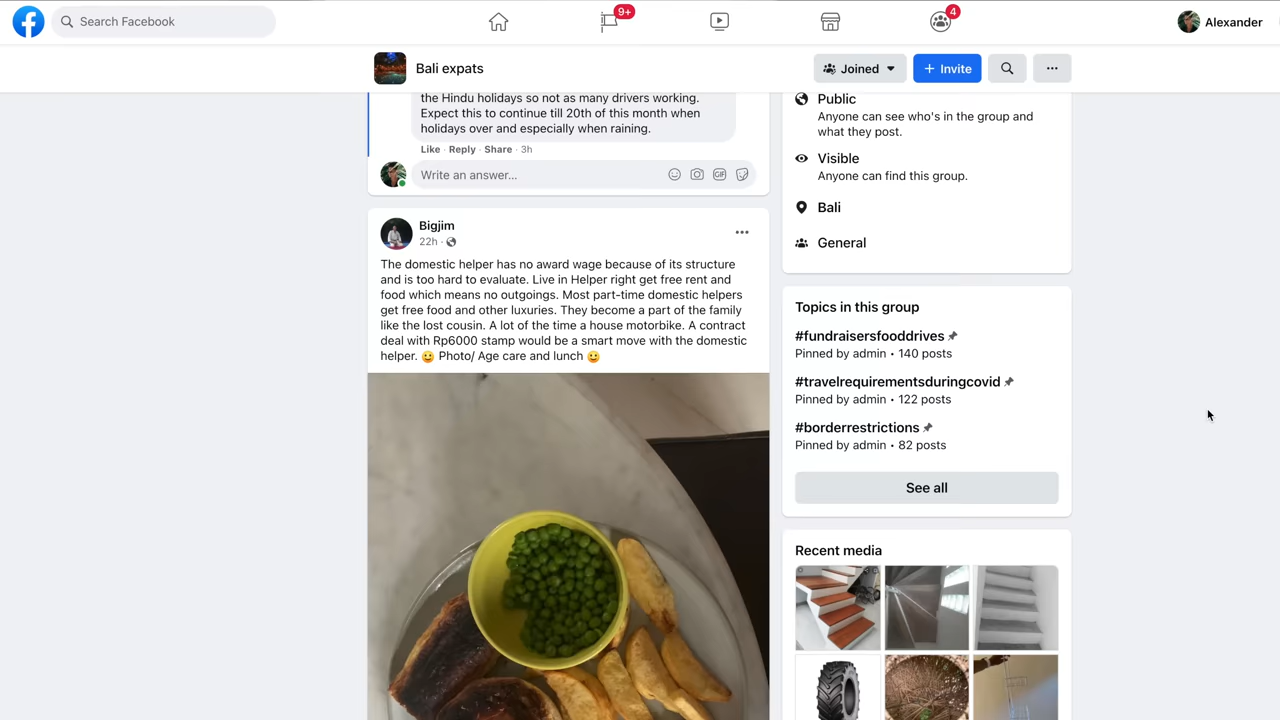 Search Facebook
9+
4
Alexander
Bali expats
Joined
+ Invite
the Hindu holidays so not as many drivers working.
Expect this to continue till 20th of this month when
holidays over and especially when raining.
Like · Reply · Share · 3h
Write an answer...
GIF
Bigjim
22h ·
The domestic helper has no award wage because of its structure
and is too hard to evaluate. Live in Helper right get free rent and
food which means no outgoings. Most part-time domestic helpers
get free food and other luxuries. They become a part of the family
like the lost cousin. A lot of the time a house motorbike. A contract
deal with Rp6000 stamp would be a smart move with the domestic
helper. 😀 Photo/ Age care and lunch 😀
Public
Anyone can see who's in the group and
what they post.
Visible
Anyone can find this group.
Bali
General
Topics in this group
#fundraisersfooddrives
Pinned by admin • 140 posts
#travelrequirementsduringcovid
Pinned by admin • 122 posts
#borderrestrictions
Pinned by admin • 82 posts
See all
Recent media